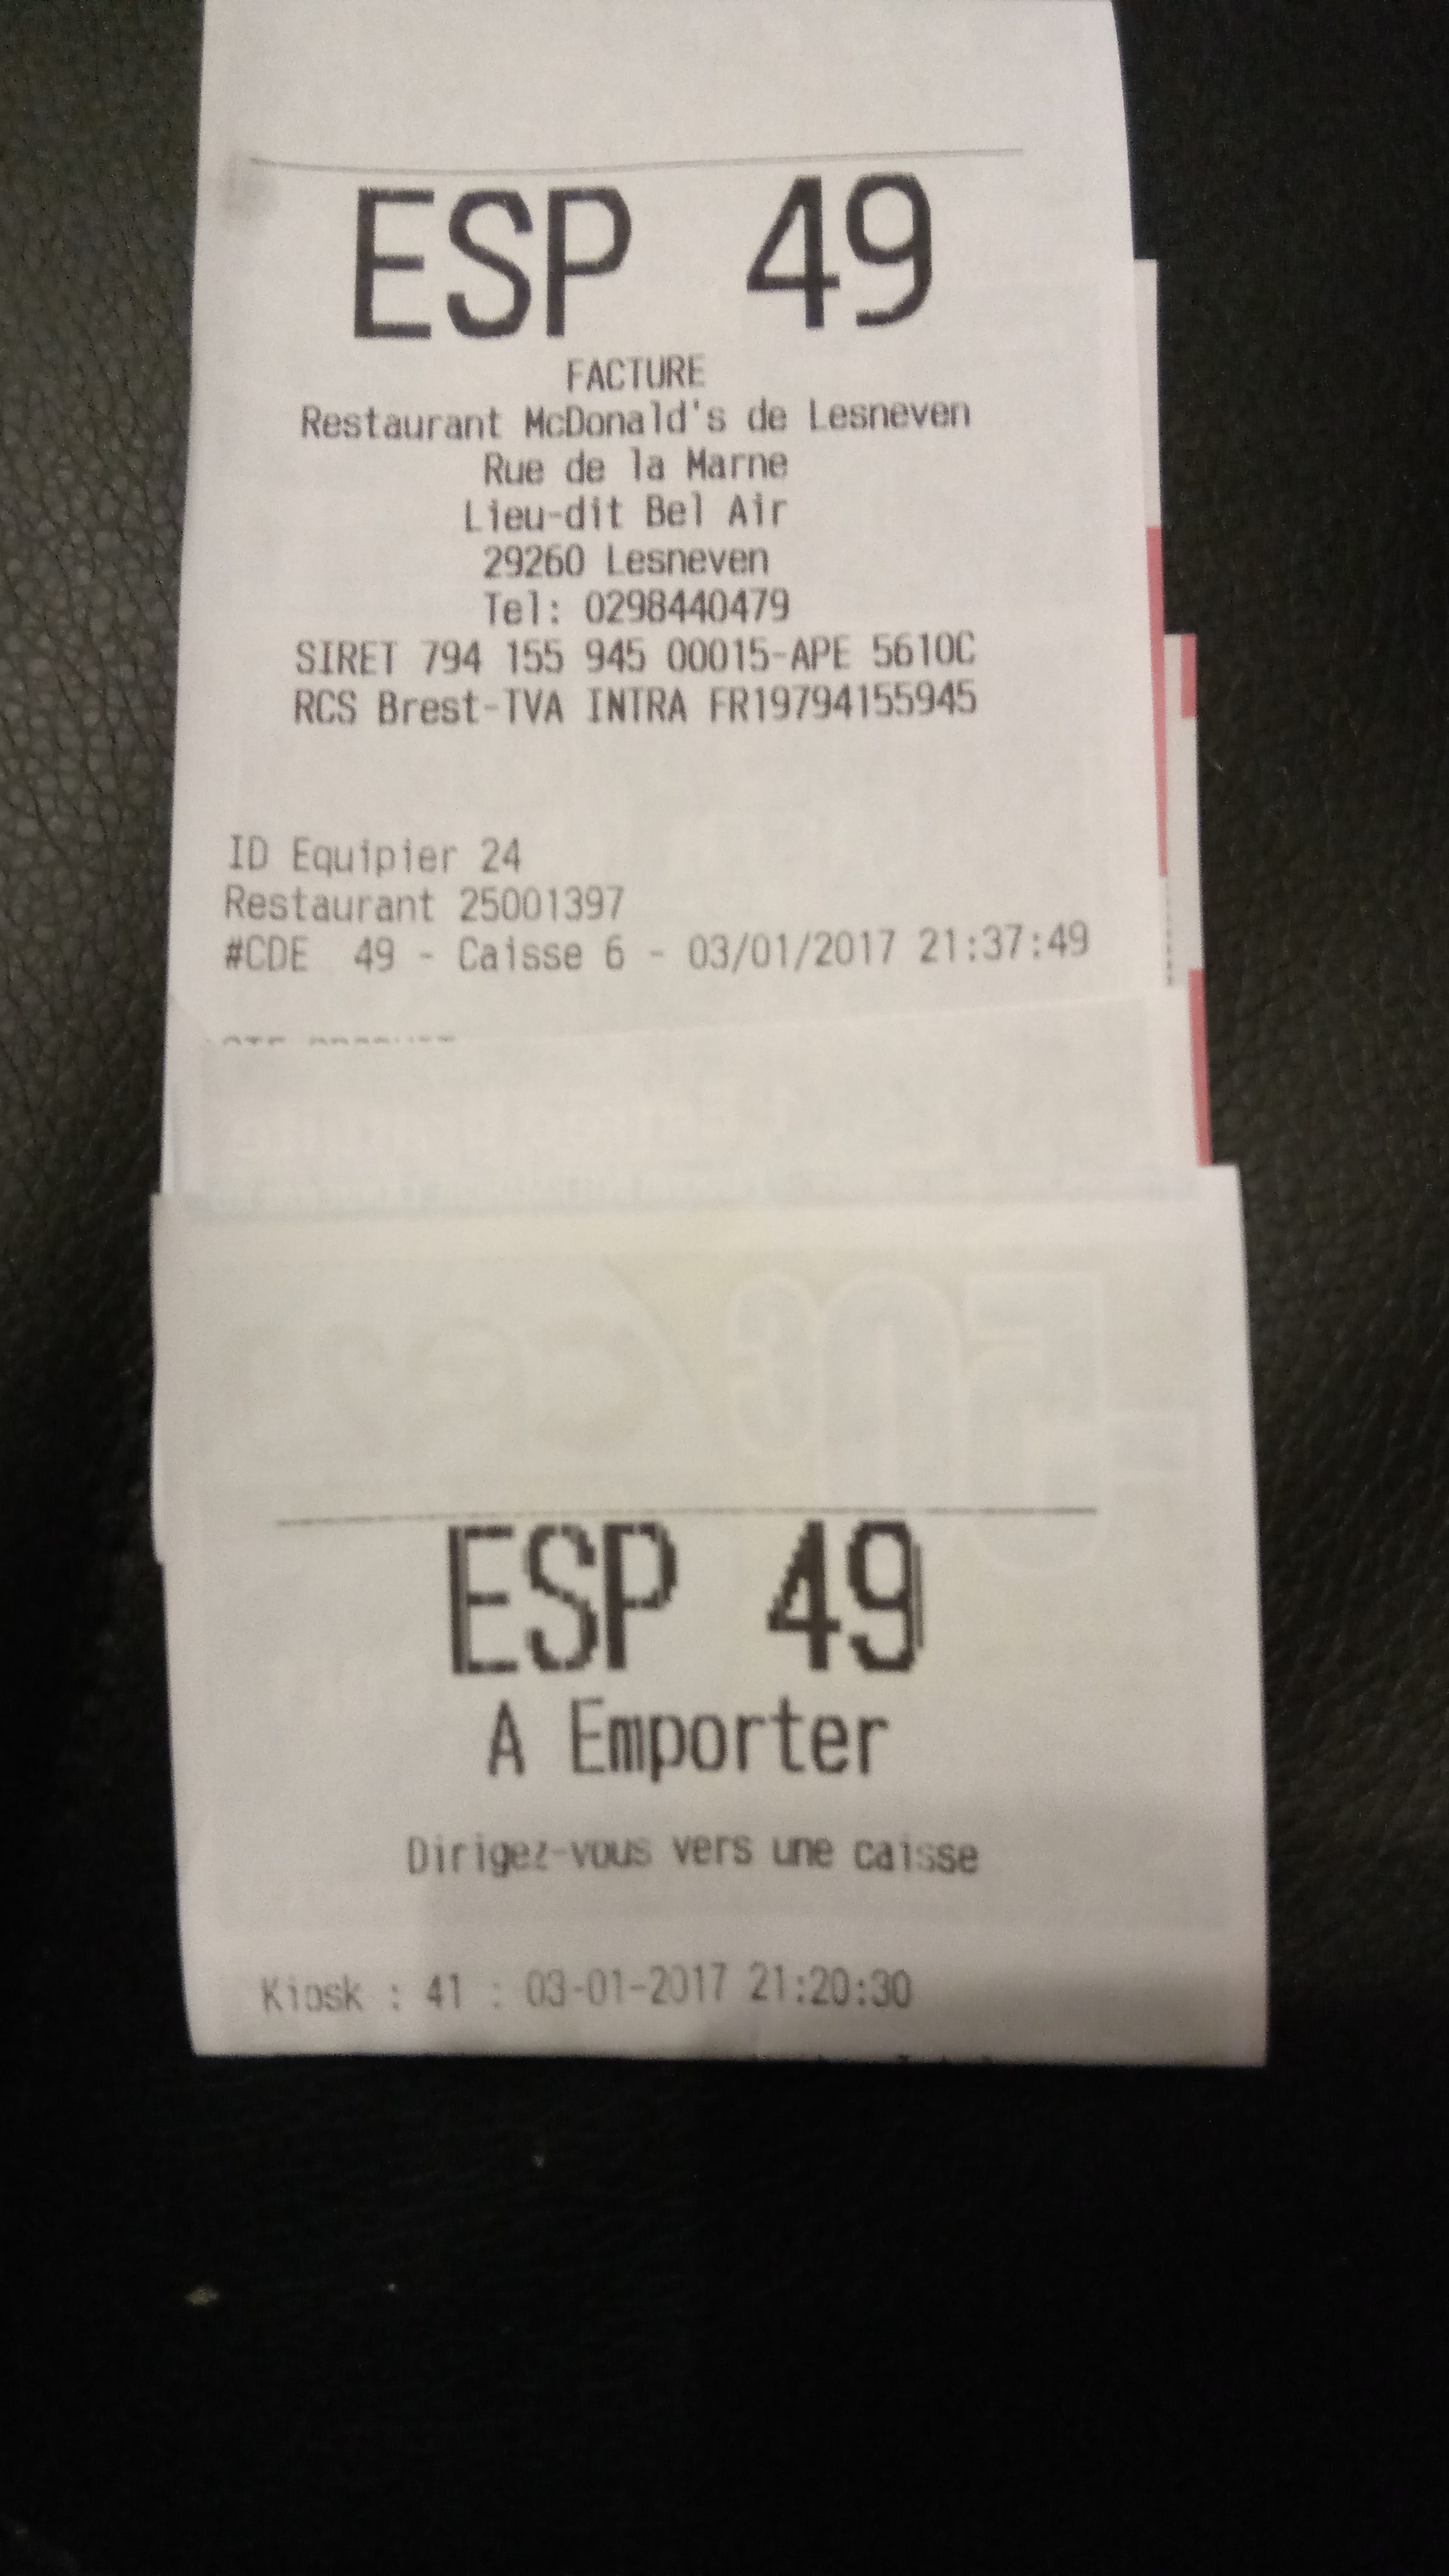 ESP 49
FACTURE
Restaurant McDonald's de Lesneven
Rue de la Marne
Lieu-dit Bel Air
29260 Lesneven
Tel: 0298440479
SIRET 794 155 945 00015-APE 5610C
RCS Brest-TVA INTRA FR19794155945
ID Equipier 24
Restaurant 25001397
#CDE 49 - Caisse 6 - 03/01/2017 21:37:49
ESP 49
A Emporter
Dirigez-vous vers une caisse
Kiosk : 41 : 03-01-2017 21:20:30